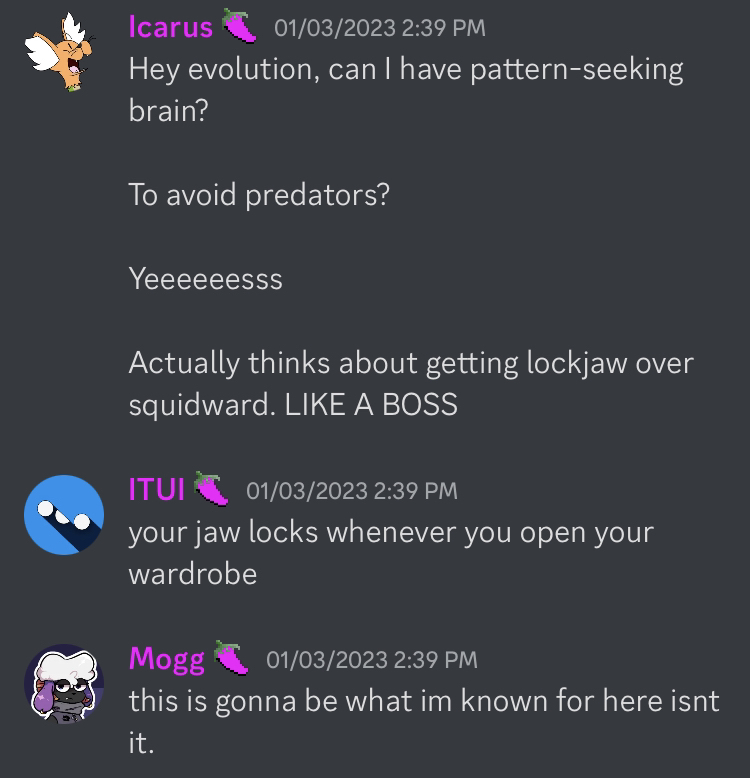 Icarus 01/03/2023 2:39 PM
Hey evolution, can I have pattern-seeking
brain?
To avoid predators?
Yeeeeeesss
Actually thinks about getting lockjaw over
squidward. LIKE A BOSS
ITUI 01/03/2023 2:39 PM
your jaw locks whenever you open your
wardrobe
Mogg 01/03/2023 2:39 PM
this is gonna be what im known for here isnt
it.